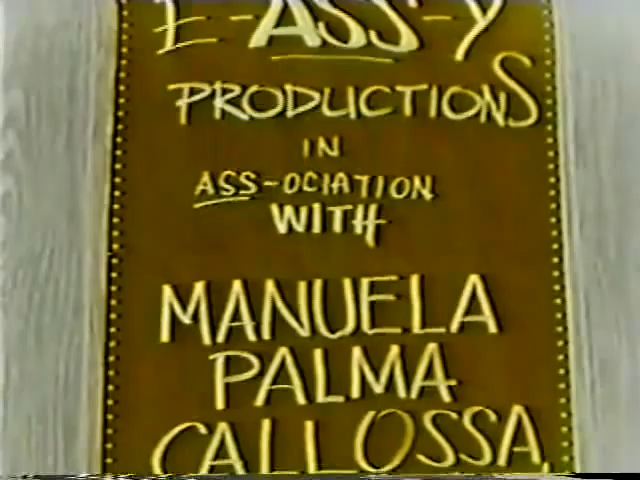 E-ASS-Y
PRODUCTIONS
IN
ASS-OCIATION
WITH
MANUELA
PALMA
CALLOSSA,